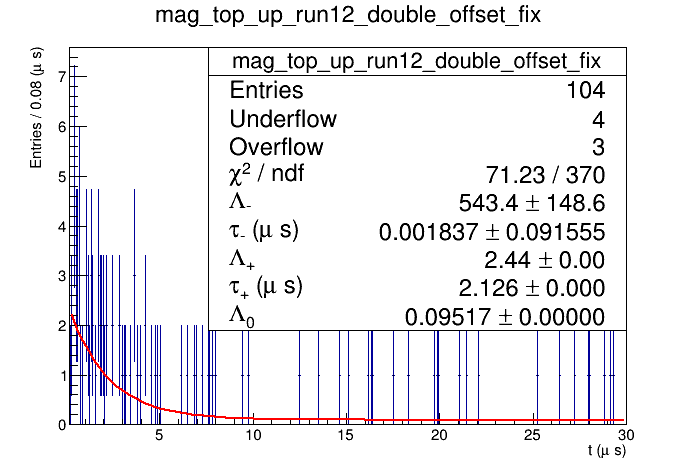 mag_top_up_run12_double_offset_fix
Entries / 0.08 (μ s)
mag_top_up_run12_double_offset_fix
Entries 104
Underflow 4
Overflow 3
χ² / ndf 71.23 / 370
Λ₋ 543.4 ± 148.6
τ₋ (μ s) 0.001837 ± 0.091555
Λ₊ 2.44 ± 0.00
τ₊ (μ s) 2.126 ± 0.000
Λ₀ 0.09517 ± 0.00000
7
6
5
4
3
2
1
0
5 10 15 20 25 30
t (μ s)